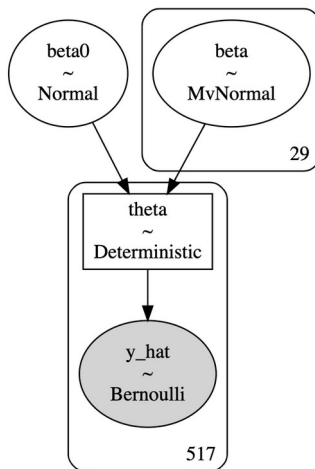 beta0
~
Normal
beta
~
MvNormal
29
theta
~
Deterministic
y_hat
~
Bernoulli
517